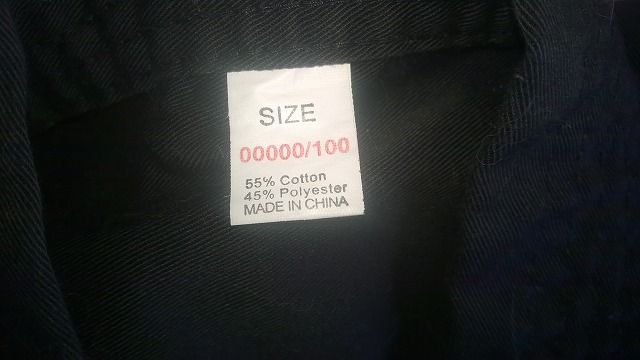 SIZE
00000/100
55% Cotton
45% Polyester
MADE IN CHINA